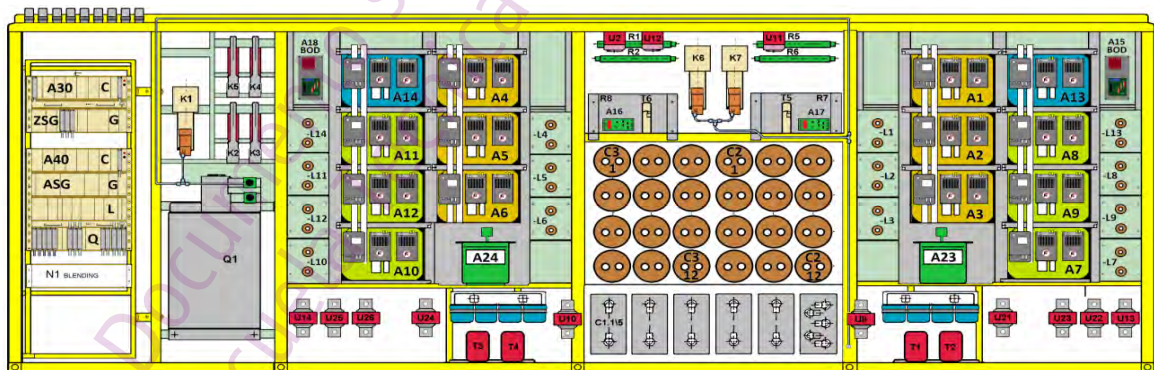 A30 C
ZSG G
A40 C
ASG G
L
Q
N1 BLENDING
K1
Q1
K5 K4
K2 K3
A18
BOD
-L14
-L11
-L12
-L10
A14
A11
A12
A10
A4
A5
A6
A24
-L4
-L5
-L6
U14 U25 U26 U24 U10
T3 T4
U2 R1 U12
R2
U11 R5
R6
K6 K7
R8 T6
A16
T5 R7
A17
C3
1
C2
1
C3
12
C2
12
C1.1\5
U9 U21 U23 U22 U13
T1 T2
-L1
-L2
-L3
A1
A2
A3
A23
A13
A8
A9
A7
A15
BOD
-L13
-L8
-L9
-L7